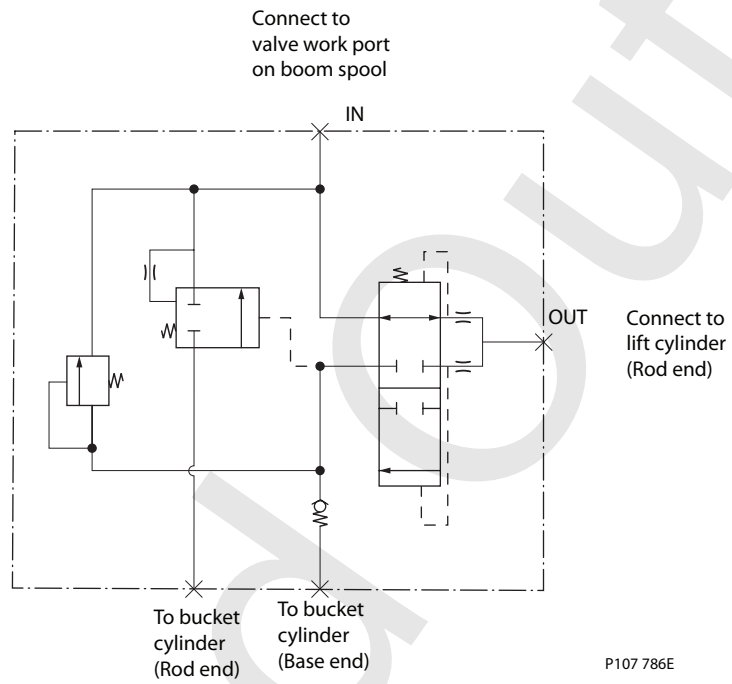 Connect to
valve work port
on boom spool
IN
OUT
Connect to
lift cylinder
(Rod end)
To bucket
cylinder
(Rod end)
To bucket
cylinder
(Base end)
P107 786E
d Out